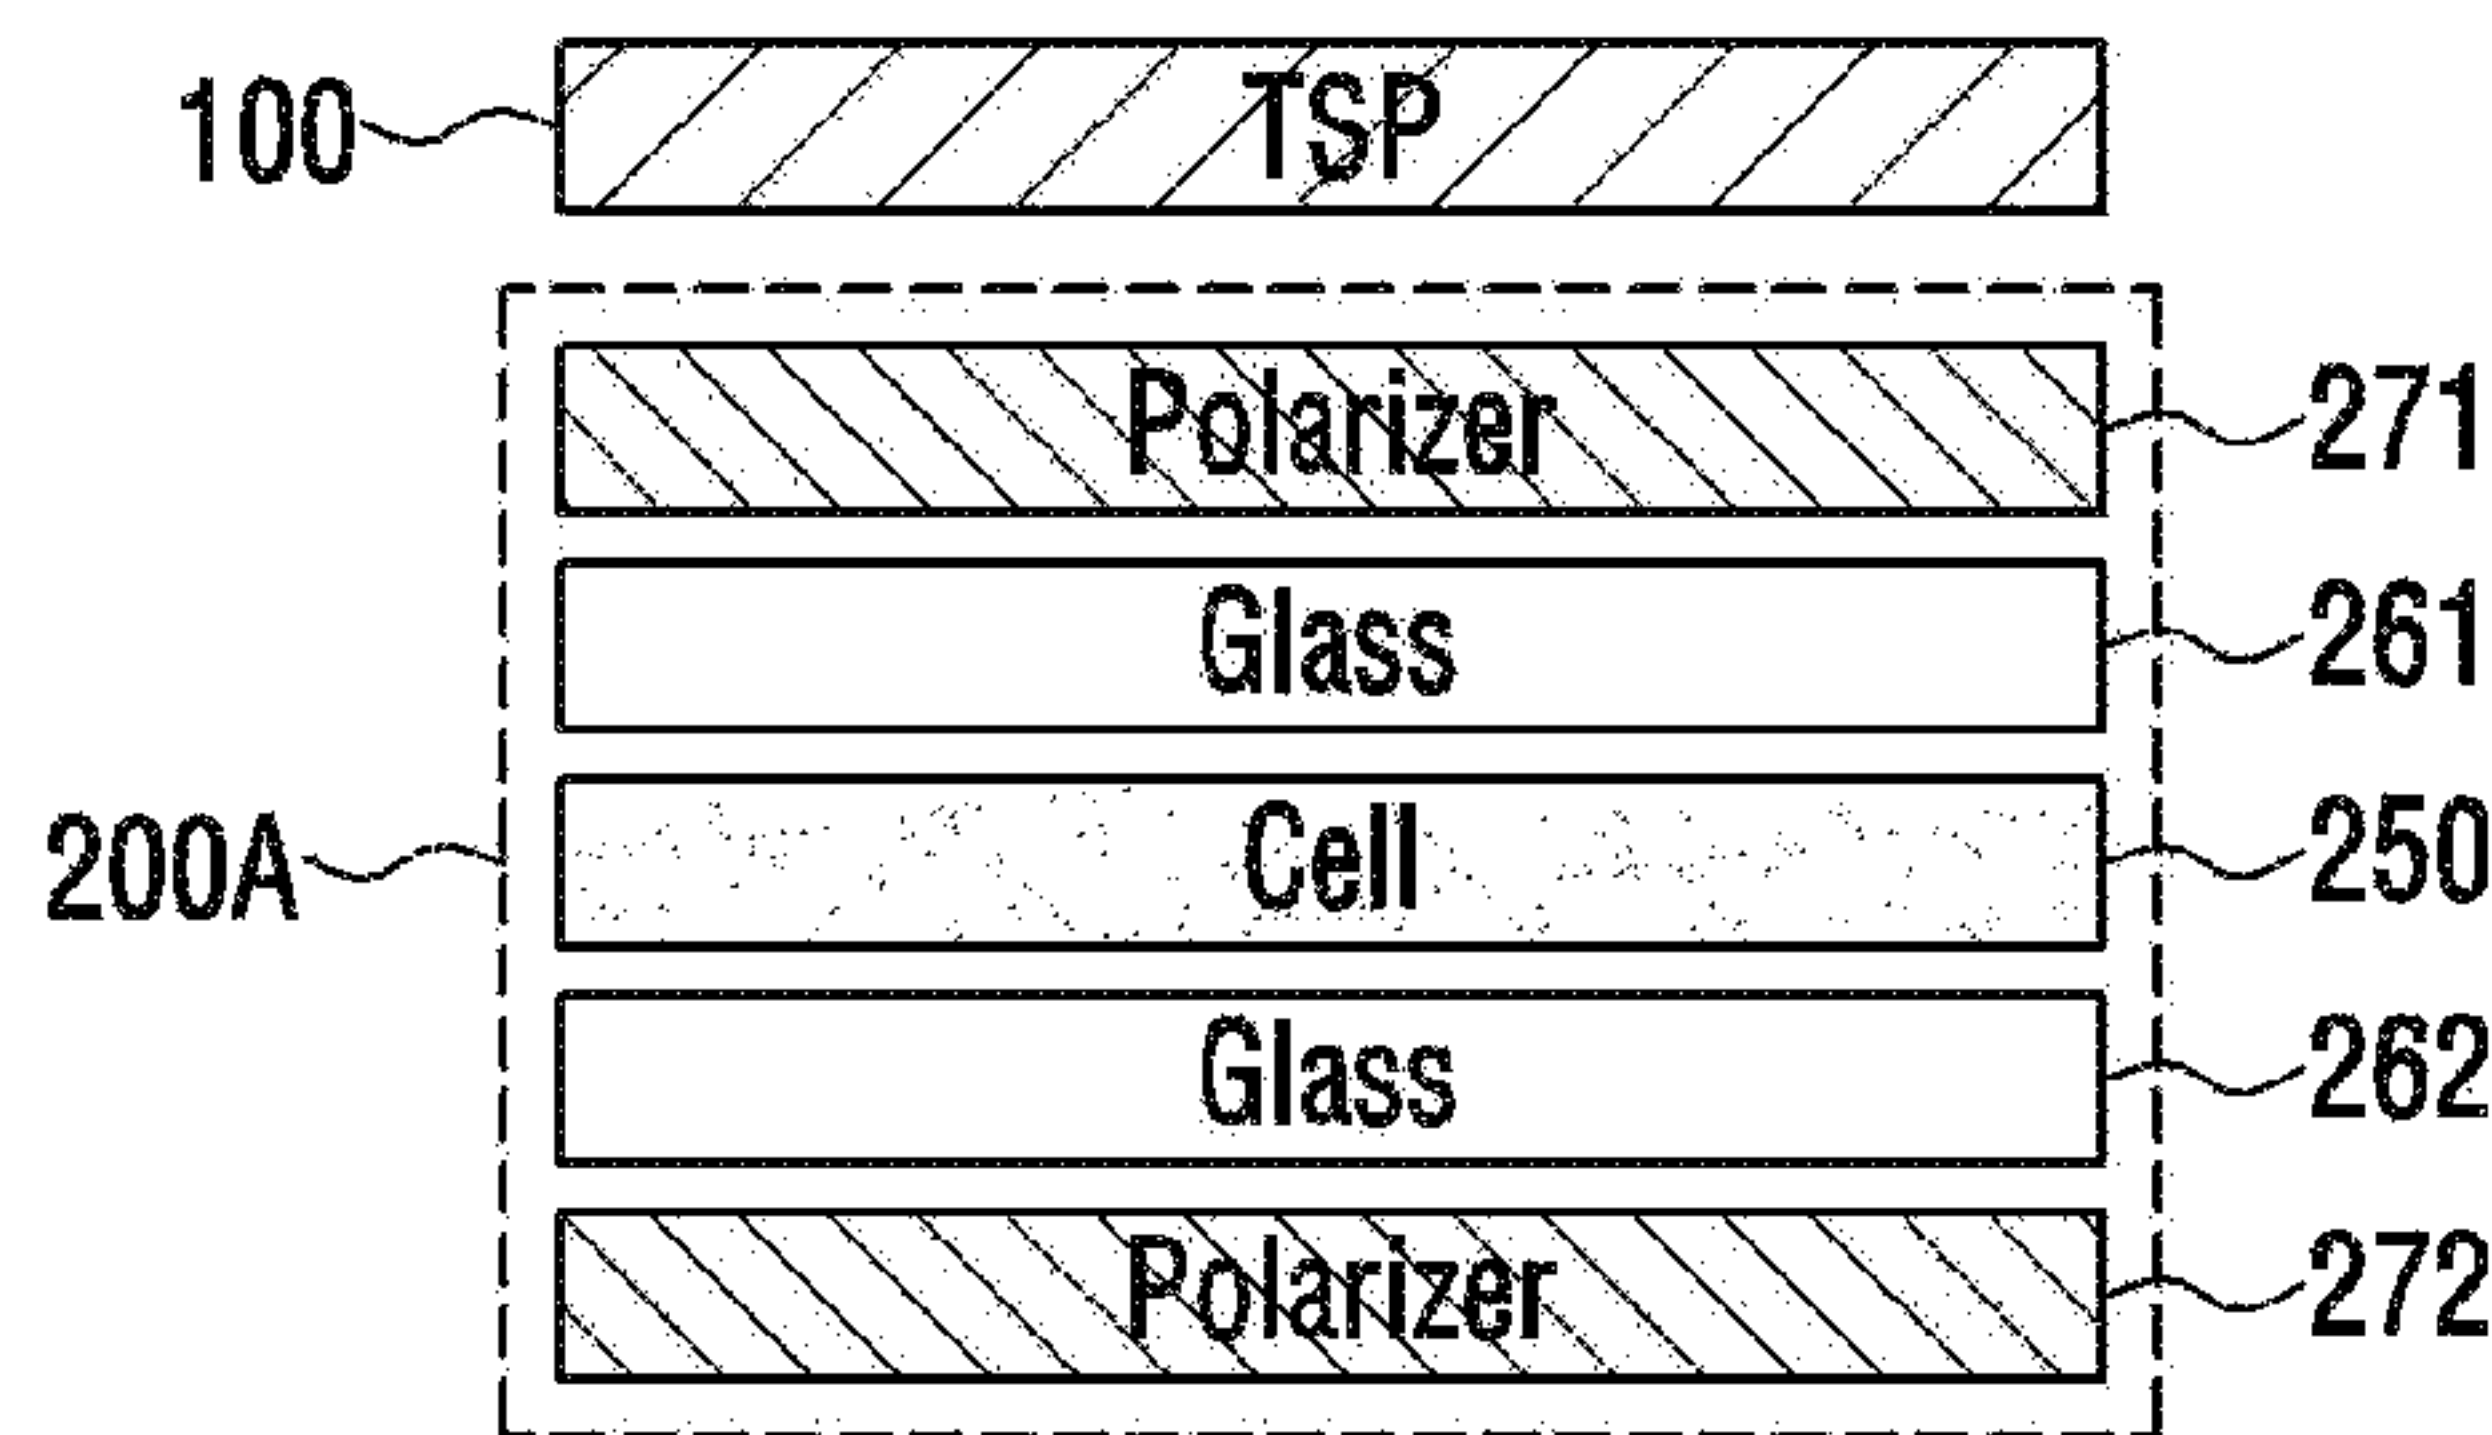 100 TSP
Polarizer 271
Glass 261
200A Cell 250
Glass 262
Polarizer 272